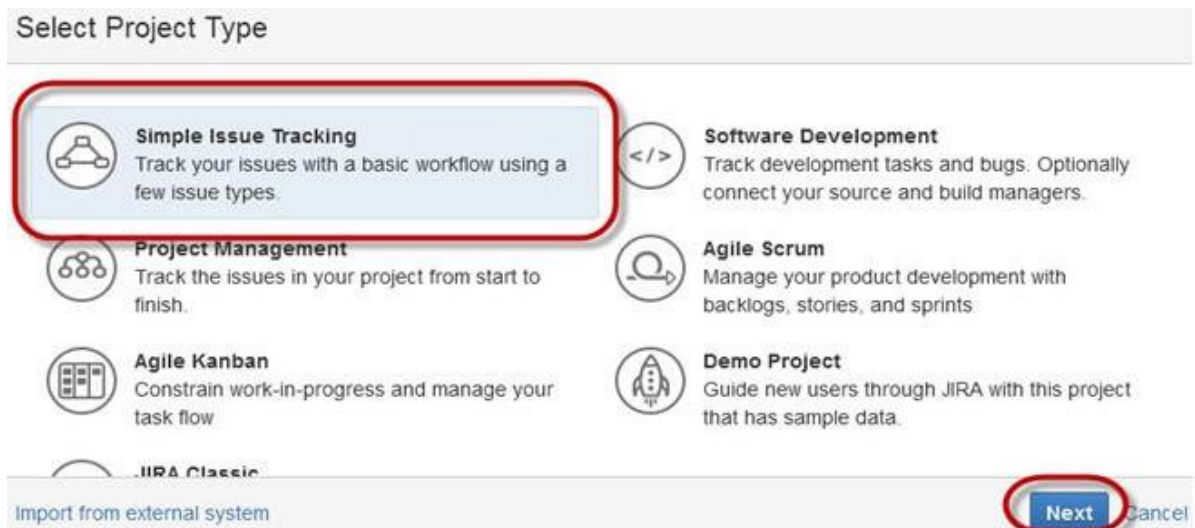 Select Project Type
Simple Issue Tracking
Track your issues with a basic workflow using a
few issue types.
</>
Software Development
Track development tasks and bugs. Optionally
connect your source and build managers.
Project Management
Track the issues in your project from start to
finish.
Agile Scrum
Manage your product development with
backlogs, stories, and sprints
Agile Kanban
Constrain work-in-progress and manage your
task flow
Demo Project
Guide new users through JIRA with this project
that has sample data.
JIRA Classic
Import from external system
Next
Cancel